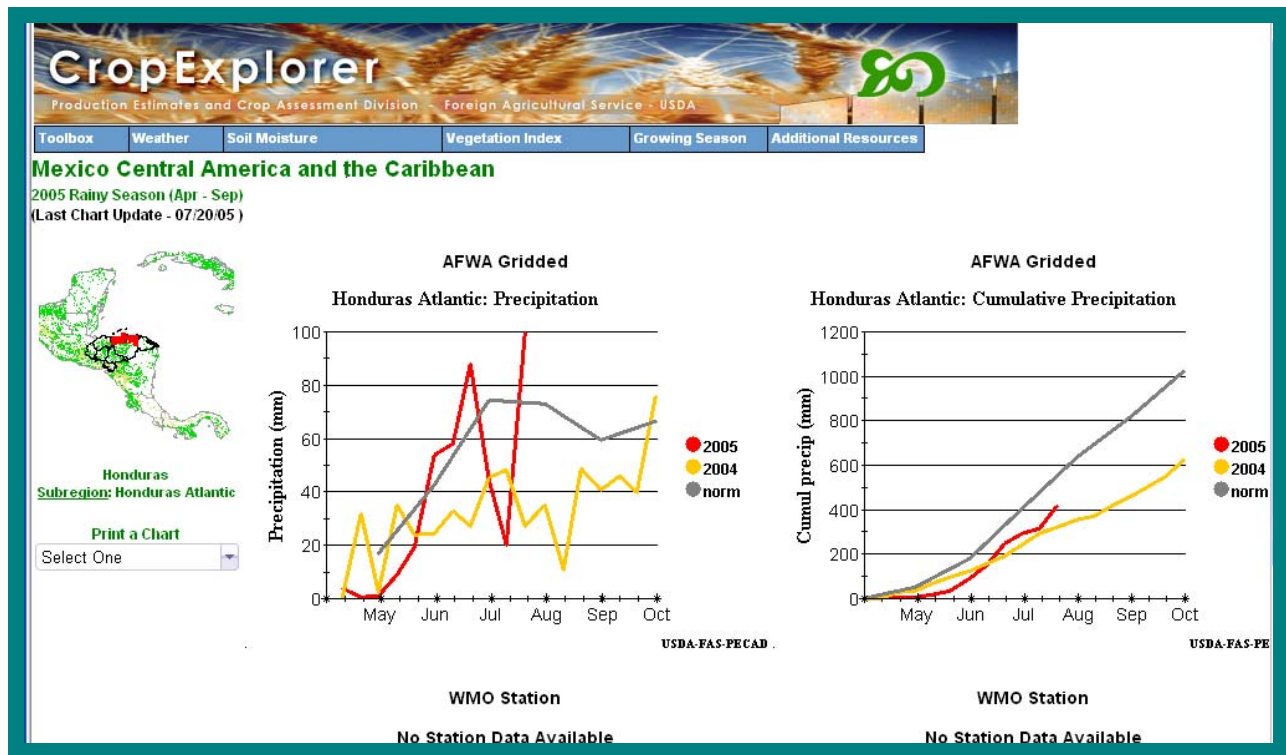 CropExplorer
Production Estimates and Crop Assessment Division - Foreign Agricultural Service - USDA
Toolbox Weather Soil Moisture Vegetation Index Growing Season Additional Resources
Mexico Central America and the Caribbean
2005 Rainy Season (Apr - Sep)
(Last Chart Update - 07/20/05 )
Honduras
Subregion: Honduras Atlantic
Print a Chart
Select One
AFWA Gridded
Honduras Atlantic: Precipitation
Precipitation (mm)
100
80
60
40
20
0
May Jun Jul Aug Sep Oct
2005
2004
norm
USDA-FAS-PECAD
AFWA Gridded
Honduras Atlantic: Cumulative Precipitation
Cumul precip (mm)
1200
1000
800
600
400
200
0
May Jun Jul Aug Sep Oct
2005
2004
norm
USDA-FAS-PE
WMO Station
No Station Data Available
WMO Station
No Station Data Available